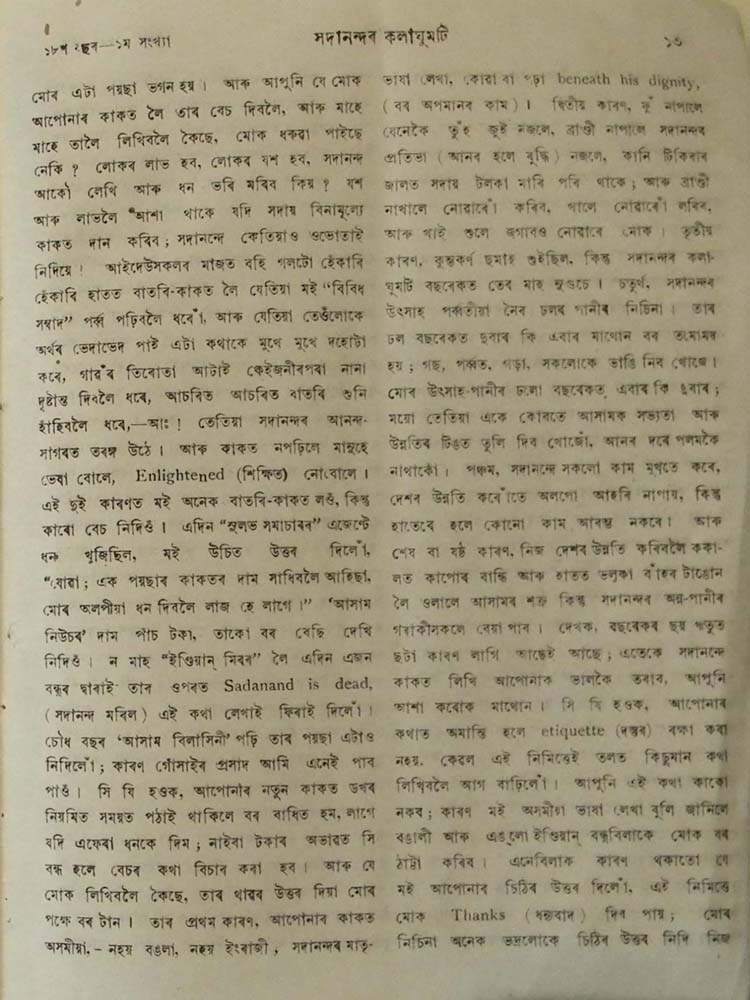 ১৮শ বছৰ—১ম সংখ্যা
সদানন্দৰ কলাঘুমটি
১৩
মোৰ এটা পয়ছা ভগন হয়। আৰু আপুনি যে মোক
আপোনাৰ কাকত লৈ তাৰ বেচ দিবলৈ, আৰু মাহে
মাহে তালৈ লিখিবলৈ কৈছে, মোক ধৰুৱা পাইছে
নেকি? লোকৰ লাভ হব, লোকৰ যশ হব, সদানন্দ
আকৌ লেখি আৰু ধন ভৰি মৰিব কিয়? যশ
আৰু লাভলৈ আশা থাকে যদি সদায় বিনামূল্যে
কাকত দান কৰিব; সদানন্দে কেতিয়াও ওভোতাই
নিদিয়ে! আইদেউসকলৰ মাজত বহি গলটো হেঁকাৰি
হেঁকাৰি হাতত বাতৰি-কাকত লৈ যেতিয়া মই “বিবিধ
সম্বাদ” পৰ্ব্ব পঢ়িবলৈ ধৰোঁ, আৰু যেতিয়া তেওঁলোকে
অৰ্থৰ ভেদাভেদ পাই এটা কথাকে মুখে মুখে দহোটা
কৰে, গাৱঁৰ তিৰোতা আটাই কেইজনীৰপৰা নানা
দৃষ্টান্ত দিবলৈ ধৰে, আচৰিত আচৰিত বাতৰি শুনি
হাঁহিবলৈ ধৰে,—আঃ! তেতিয়া সদানন্দৰ আনন্দ-
সাগৰত তৰঙ্গ উঠে। আৰু কাকত নপঢ়িলে মানুহে
ভেৰা বোলে, Enlightened (শিক্ষিত) নোবোলে।
এই দুই কাৰণত মই অনেক বাতৰি-কাকত লওঁ, কিন্তু
কাৰো বেচ নিদিওঁ। এদিন “সুলভ সমাচাৰৰ” এজেণ্টে
ধন খুজিছিল, মই উচিত উত্তৰ দিলোঁ,
“যোৱা; এক পয়ছাৰ কাকতৰ দাম সাধিবলৈ আহিছা,
মোৰ অলপীয়া ধন দিবলৈ লাজ হে লাগে।” ‘আসাম
নিউচৰ’ দাম পাঁচ টকা, তাকো বৰ বেছি দেখি
নিদিওঁ। ন মাহ “ইণ্ডিয়ান্ মিৰৰ” লৈ এদিন এজন
বন্ধুৰ দ্বাৰাই তাৰ ওপৰত Sadanand is dead,
(সদানন্দ মৰিল) এই কথা লেখাই ফিৰাই দিলোঁ।
চৌধ বছৰ ‘আসাম বিলাসিনী’ পঢ়ি তাৰ পয়ছা এটাও
নিদিলোঁ; কাৰণ গোঁসাইৰ প্ৰসাদ আমি এনেই পাব
পাওঁ। সি যি হওক, আপোনাৰ নতুন কাকত ডখৰ
নিয়মিত সময়ত পঠাই থাকিলে বৰ বাধিত হম, লাগে
যদি এফেৰা ধনকে দিম; নাইবা টকাৰ অভাৱত সি
বন্ধ হলে বেচৰ কথা বিচাৰ কৰা হব। আৰু যে
মোক লিখিবলৈ কৈছে, তাৰ থাৱৰ উত্তৰ দিয়া মোৰ
পক্ষে বৰ টান। তাৰ প্ৰথম কাৰণ, আপোনাৰ কাকত
অসমীয়া,- নহয় বঙলা, নহয় ইংৰাজী; সদানন্দৰ মাতৃ-
ভাষা লেখা, কোৱা বা পঢ়া beneath his dignity,
(বৰ অপমানৰ কাম)। দ্বিতীয় কাৰণ, ফুঁ নাপালে
যেনেকৈ তুঁহ জুই নজলে, ব্ৰাণ্ডী নাপালে সদানন্দৰ
প্ৰতিভা (আনৰ হলে বুদ্ধি) নজলে, কানি টিকিৰাৰ
জালত সদায় টলকা মাৰি পৰি থাকে; আৰু ব্ৰাণ্ডী
নাখালে নোৱাৰোঁ কৰিব, খালে নোৱাৰোঁ লৰিব,
আৰু খাই শুলে জগাবও নোৱাৰে মোক। তৃতীয়
কাৰণ, কুম্ভকৰ্ণ ছমাহ শুইছিল, কিন্তু সদানন্দৰ কলা-
ঘুমটি বছৰেকত তেৰ মাহ নুগুচে। চতুৰ্থ, সদানন্দৰ
উৎসাহ পৰ্ব্বতীয়া নৈৰ ঢলৰ পানীৰ নিচিনা। তাৰ
ঢল বছৰেকত দুবাৰ কি এবাৰ মাথোন বৰ তমোময়
হয়; গছ, পৰ্ব্বত, গড়া, সকলোকে ভাঙি নিব খোজে।
মোৰ উৎসাহ-পানীৰ ঢলো বছৰেকত এবাৰ কি দুবাৰ;
ময়ো তেতিয়া একে কোবতে আসামক সভ্যতা আৰু
উন্নতিৰ টিঙত তুলি দিব খোজোঁ, আনৰ দৰে পলমকৈ
নাথাকোঁ। পঞ্চম, সদানন্দে সকলো কাম মুখতে কৰে,
দেশৰ উন্নতি কৰোঁতে অলপো আহৰি নাপায়, কিন্তু
হাতেৰে হলে কোনো কাম আৰম্ভ নকৰে। আৰু
শেষ বা ষষ্ঠ কাৰণ, নিজ দেশৰ উন্নতি কৰিবলৈ ককা-
লত কাপোৰ বান্ধি আৰু হাতত ভলুকা বাঁহৰ টাঙোন
লৈ ওলালে আসামৰ শত্ৰু কিন্তু সদানন্দৰ অন্ন-পানীৰ
গৰাকীসকলে বেয়া পাব। দেখক, বছৰেকৰ ছয় ঋতুত
ছটা কাৰণ লাগি আছেই আছে; এতেকে সদানন্দে
কাকত লিখি আপোনাক ভালকৈ তৰাব, আপুনি
আশা কৰোক মাথোন। সি যি হওক, আপোনাৰ
কথাত অমান্তি হলে etiquette (দস্তুৰ) ৰক্ষা কৰা
নহয়. কেৱল এই নিমিত্তেই তলত কিছুমান কথা
লিখিবলৈ আগ বাঢ়িলোঁ। আপুনি এই কথা কাকো
নকব; কাৰণ মই অসমীয়া ভাষা লেখা বুলি জানিলে
বঙালী আৰু এঙ্গ্‌লো ইণ্ডিয়ান্ বন্ধুবিলাকে মোক বৰ
ঠাট্টা কৰিব। এনেবিলাক কাৰণ থকাতো যে
মই আপোনাৰ চিঠিৰ উত্তৰ দিলোঁ, এই নিমিত্তে
মোক Thanks (ধন্যবাদ) দিব পায়; মোৰ
নিচিনা অনেক ভদ্ৰলোকে চিঠিৰ উত্তৰ নিদি নিজ